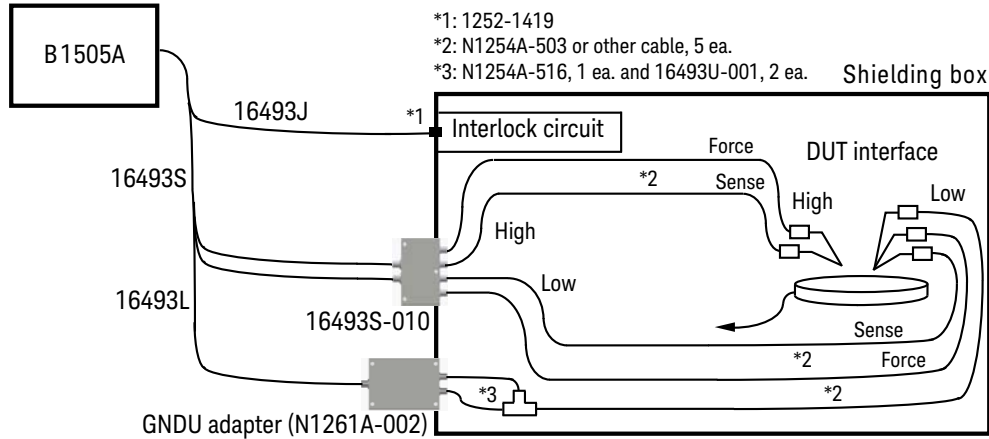 *1: 1252-1419
*2: N1254A-503 or other cable, 5 ea.
*3: N1254A-516, 1 ea. and 16493U-001, 2 ea.
Shielding box
B1505A
16493J
*1
Interlock circuit
Force
DUT interface
*2
Sense
High
Low
16493S
High
Low
16493L
16493S-010
Sense
*2
Force
*3
*2
GNDU adapter (N1261A-002)